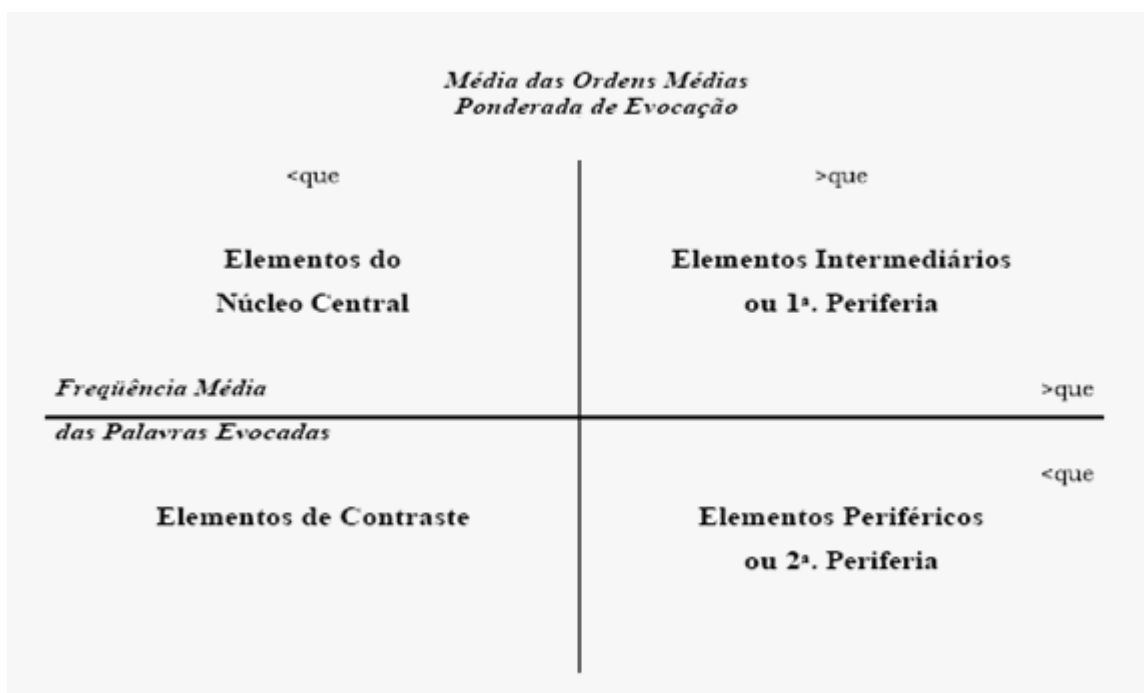 Média das Ordens Médias
Ponderada de Evocação
<que
>que
Elementos do
Núcleo Central
Elementos Intermediários
ou 1ª. Periferia
Freqüência Média
>que
das Palavras Evocadas
<que
Elementos de Contraste
Elementos Periféricos
ou 2ª. Periferia